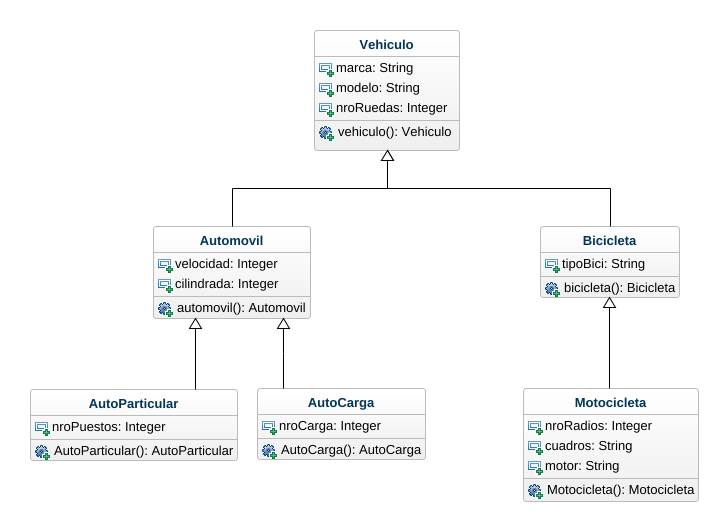 Vehiculo
marca: String
modelo: String
nroRuedas: Integer
vehiculo(): Vehiculo
Automovil
velocidad: Integer
cilindrada: Integer
automovil(): Automovil
Bicicleta
tipoBici: String
bicicleta(): Bicicleta
AutoParticular
nroPuestos: Integer
AutoParticular(): AutoParticular
AutoCarga
nroCarga: Integer
AutoCarga(): AutoCarga
Motocicleta
nroRadios: Integer
cuadros: String
motor: String
Motocicleta(): Motocicleta